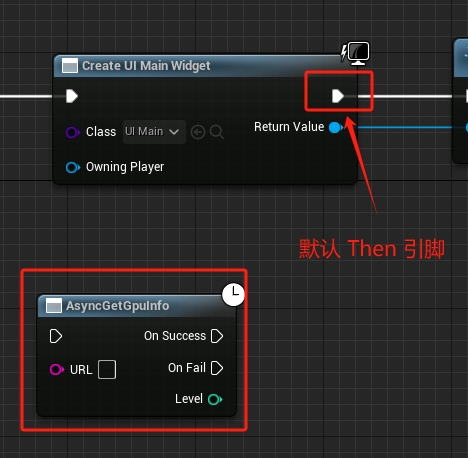 Create UI Main Widget
Class UI Main
Return Value
Owning Player
默认 Then 引脚
AsyncGetGpuInfo
On Success
URL
On Fail
Level